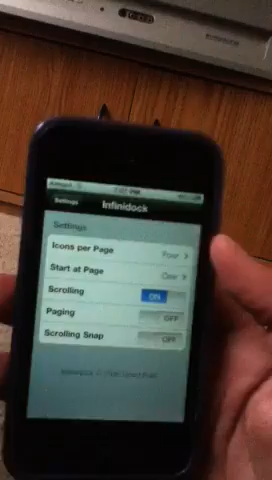 Settings
Infinidock
Settings
Icons per Page
Four
Start at Page
One
Scrolling
ON
Paging
OFF
Scrolling Snap
OFF